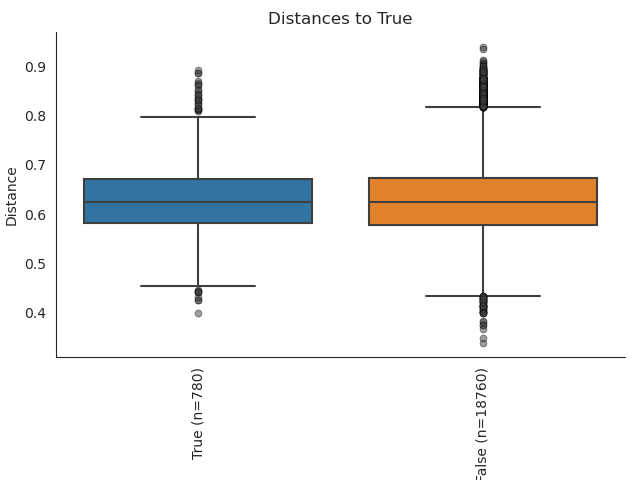 Distances to True
Distance
0.9
0.8
0.7
0.6
0.5
0.4
True (n=780)
False (n=18760)